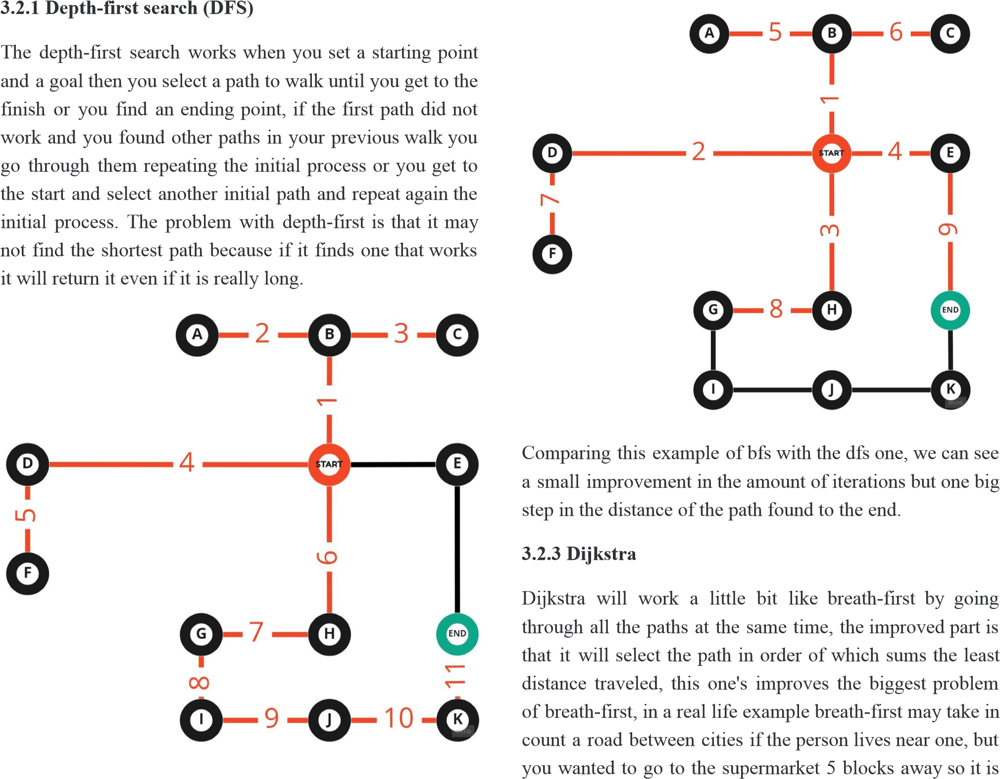 3.2.1 Depth-first search (DFS)
The depth-first search works when you set a starting point
and a goal then you select a path to walk until you get to the
finish or you find an ending point, if the first path did not
work and you found other paths in your previous walk you
go through them repeating the initial process or you get to
the start and select another initial path and repeat again the
initial process. The problem with depth-first is that it may
not find the shortest path because if it finds one that works
it will return it even if it is really long.
A 2 B 3 C
1
D 4 START E
5
6
F
G 7 H END
8 11
I 9 J 10 K
miro
A 5 B 6 C
1
D 2 START 4 E
7
3 9
F
G 8 H END
I J K
miro
Comparing this example of bfs with the dfs one, we can see
a small improvement in the amount of iterations but one big
step in the distance of the path found to the end.
3.2.3 Dijkstra
Dijkstra will work a little bit like breath-first by going
through all the paths at the same time, the improved part is
that it will select the path in order of which sums the least
distance traveled, this one's improves the biggest problem
of breath-first, in a real life example breath-first may take in
count a road between cities if the person lives near one, but
you wanted to go to the supermarket 5 blocks away so it is